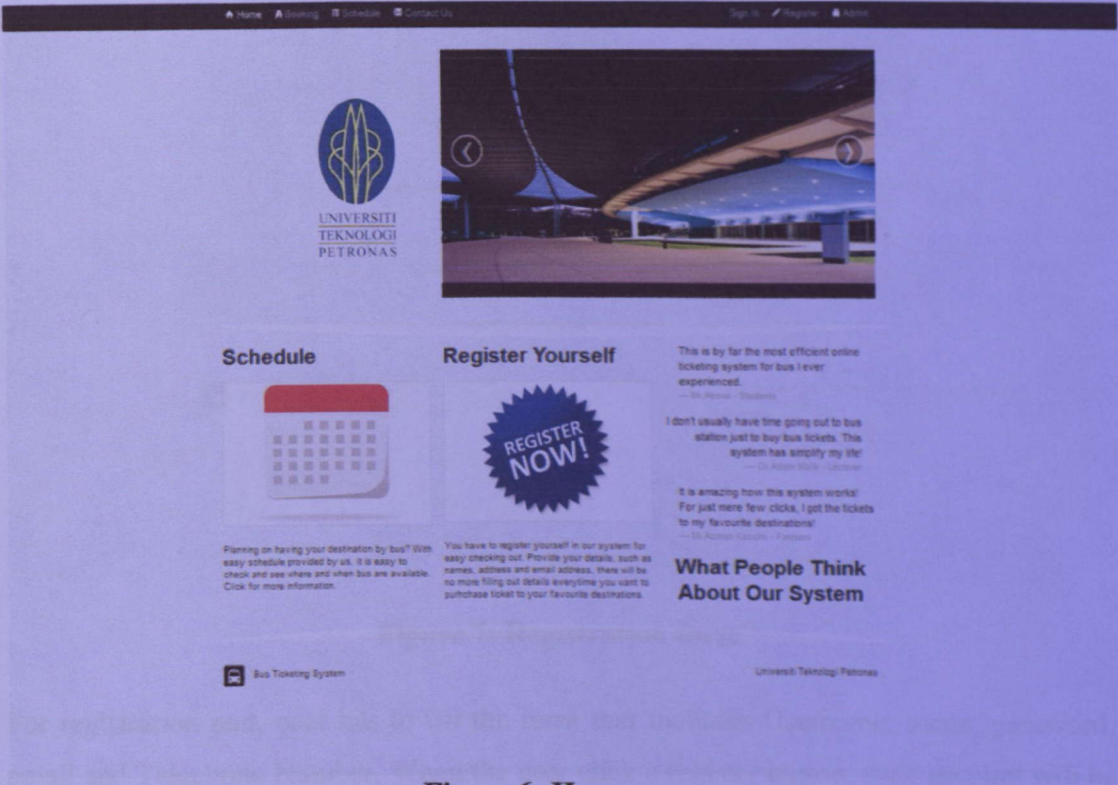 Home Booking Schedule Contact Us
Sign In Register Admin
UNIVERSITI
TEKNOLOGI
PETRONAS
Schedule
REGISTER
NOW!
Planning on having your destination by bus? With
easy schedule provided by us, it is easy to
check and see where and when bus are available.
Click for more information.
Register Yourself
You have to register yourself in our system for
easy checking out. Provide your details, such as
names, address and email address, there will be
no more filling out details everytime you want to
purhchase ticket to your favourite destinations.
This is by far the most efficient online
ticketing system for bus I ever
experienced.
Students
I don't usually have time going out to bus
station just to buy bus tickets. This
system has simplify my life!
It is amazing how this system works!
For just mere few clicks, I got the tickets
to my favourite destinations!
What People Think
About Our System
Bus Ticketing System
Universiti Teknologi Petronas